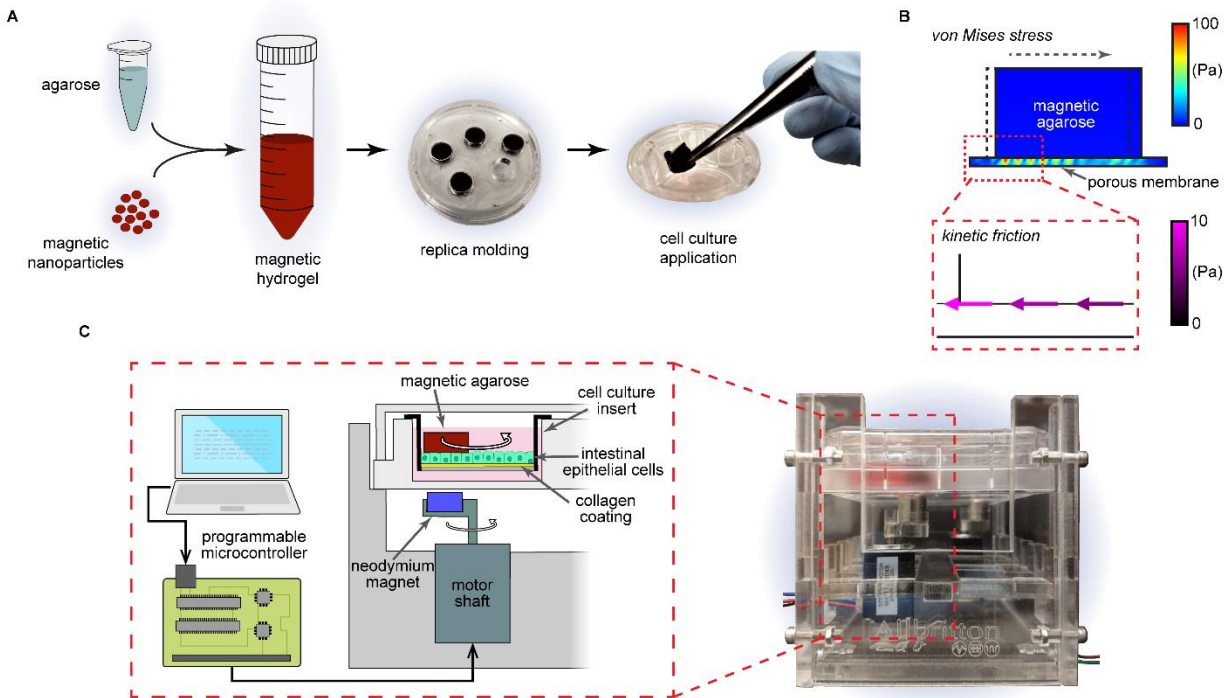 A
agarose
magnetic
nanoparticles
magnetic
hydrogel
replica molding
cell culture
application
B
von Mises stress
100
(Pa)
0
magnetic
agarose
porous membrane
kinetic friction
10
(Pa)
0
C
magnetic agarose
cell culture
insert
intestinal
epithelial cells
collagen
coating
programmable
microcontroller
neodymium
magnet
motor
shaft
Allbritton